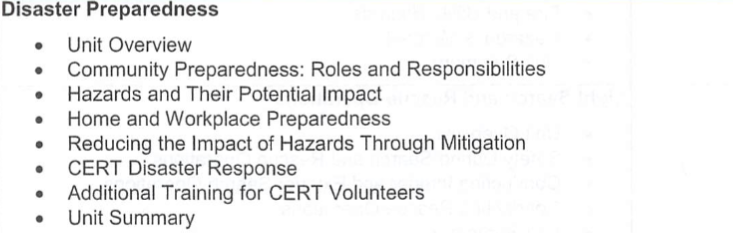 Disaster Preparedness
• Unit Overview
• Community Preparedness: Roles and Responsibilities
• Hazards and Their Potential Impact
• Home and Workplace Preparedness
• Reducing the Impact of Hazards Through Mitigation
• CERT Disaster Response
• Additional Training for CERT Volunteers
• Unit Summary